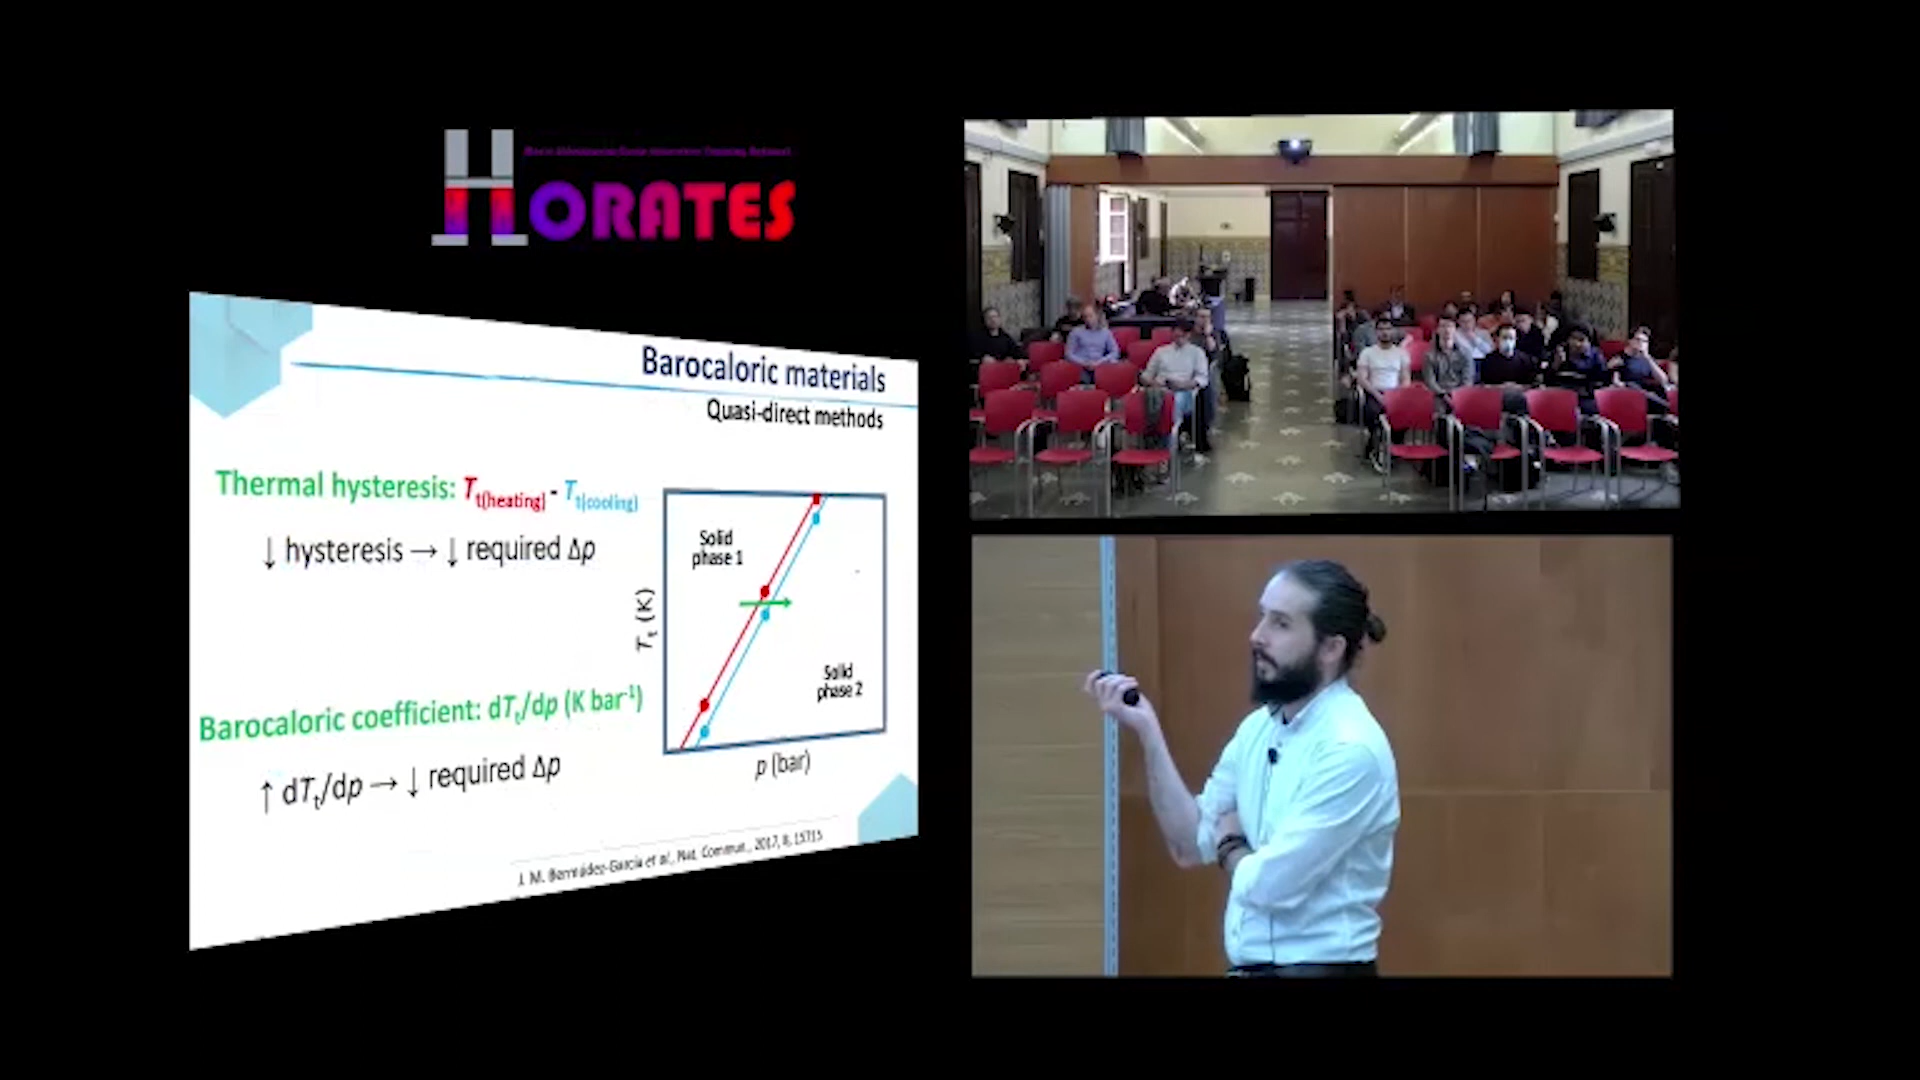 HORATES
Barocaloric materials
Quasi-direct methods
Thermal hysteresis: Tt(heating) - Tt(cooling)
↓ hysteresis → ↓ required Δp
Solid
phase 1
Tt (K)
Solid
phase 2
p (bar)
Barocaloric coefficient: dTt/dp (K bar-1)
↑ dTt/dp → ↓ required Δp
J. M. Bermúdez-García et al., Nat. Commun., 2017, 8, 15715